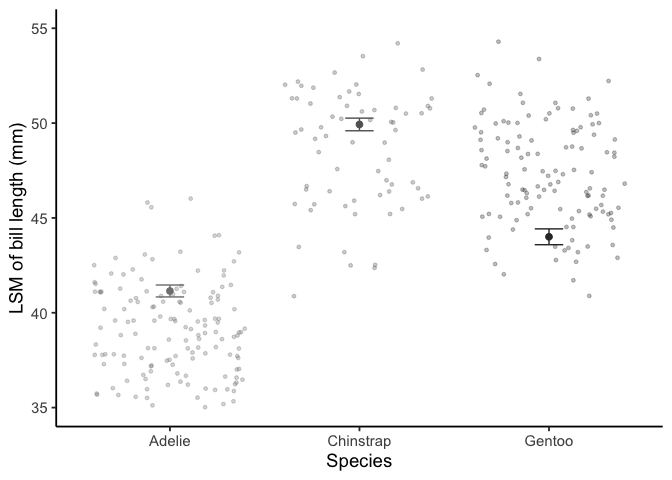 55
50
45
40
35
LSM of bill length (mm)
Adelie
Chinstrap
Gentoo
Species